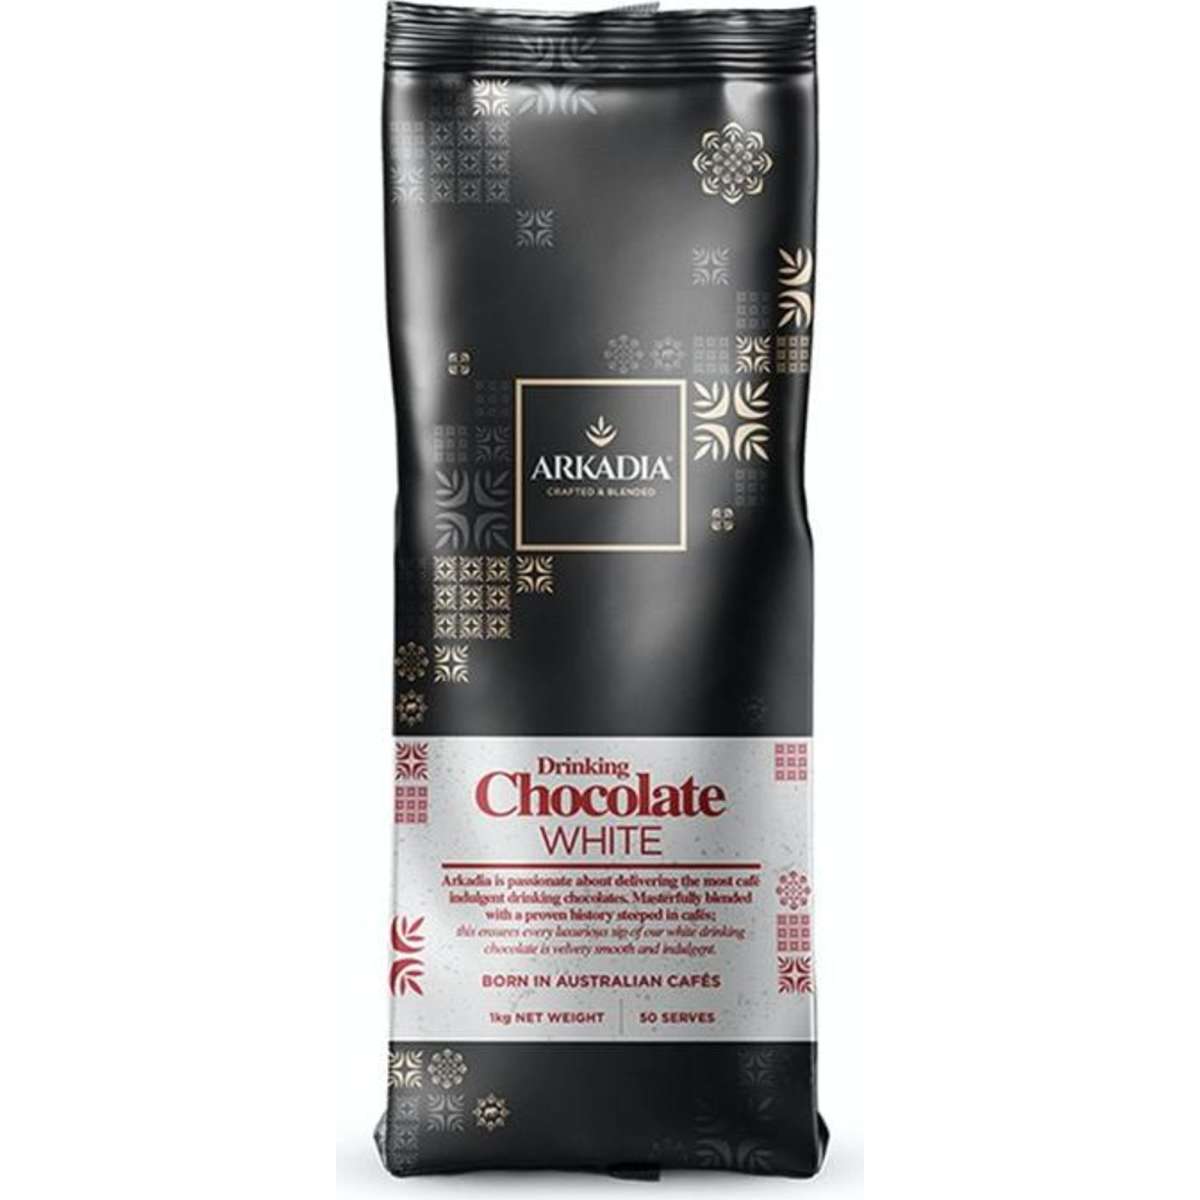 ARKADIA®
CRAFTED & BLENDED
Drinking
Chocolate
WHITE
Arkadia is passionate about delivering the most café
indulgent drinking chocolates. Masterfully blended
with a proven history steeped in cafés;
this ensures every luxurious sip of our white drinking
chocolate is velvety smooth and indulgent.
BORN IN AUSTRALIAN CAFÉS
1kg NET WEIGHT | 50 SERVES